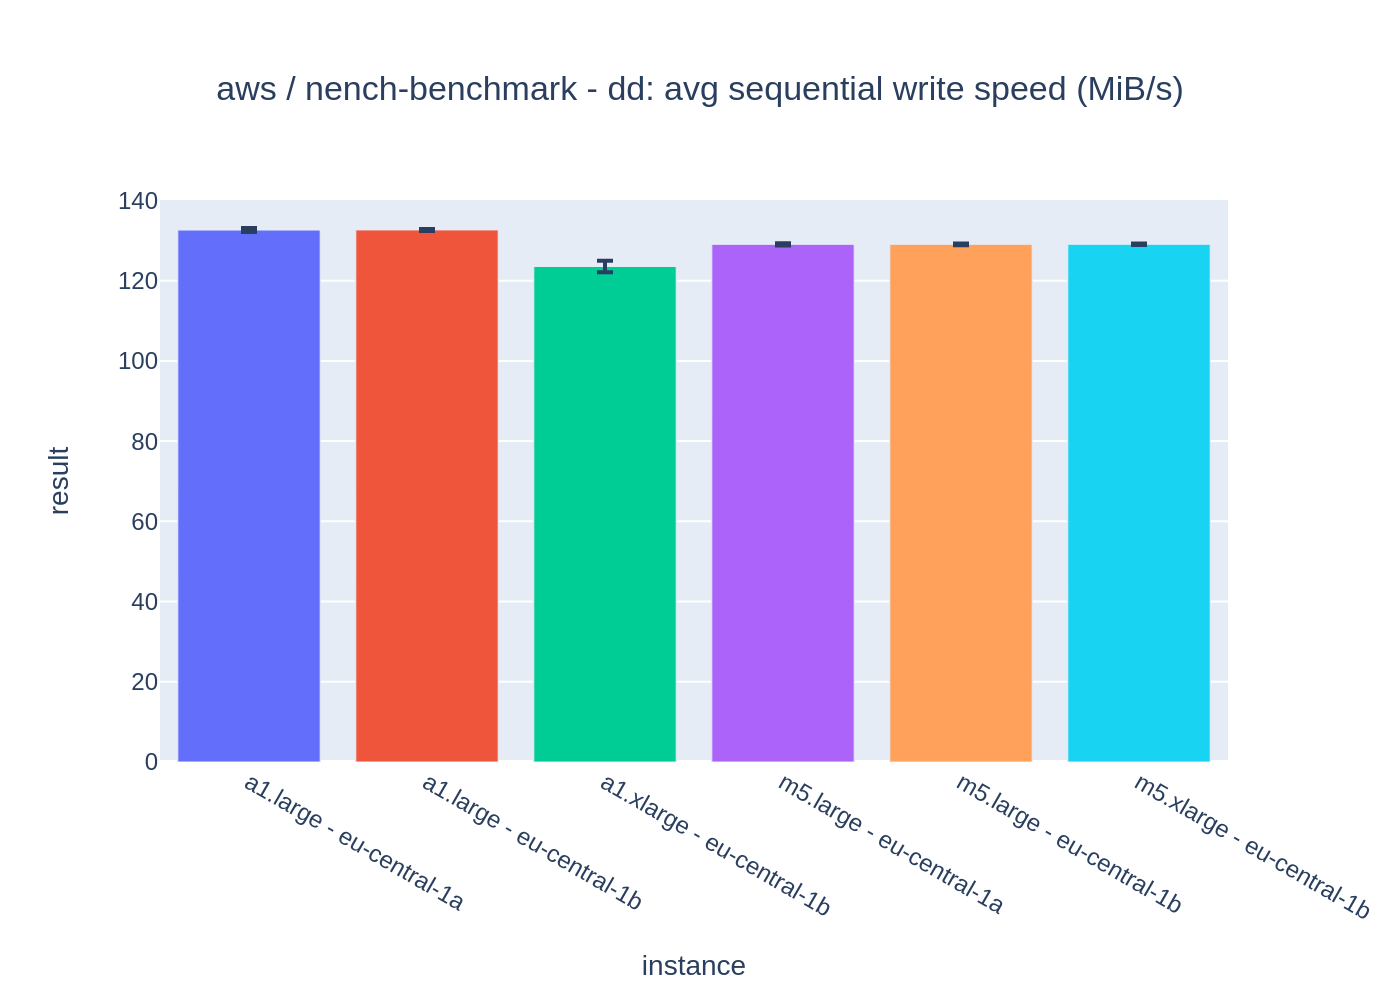 aws / nench-benchmark - dd: avg sequential write speed (MiB/s)
140
120
100
80
60
40
20
0
result
a1.large - eu-central-1a
a1.large - eu-central-1b
a1.xlarge - eu-central-1b
m5.large - eu-central-1a
m5.large - eu-central-1b
m5.xlarge - eu-central-1b
instance